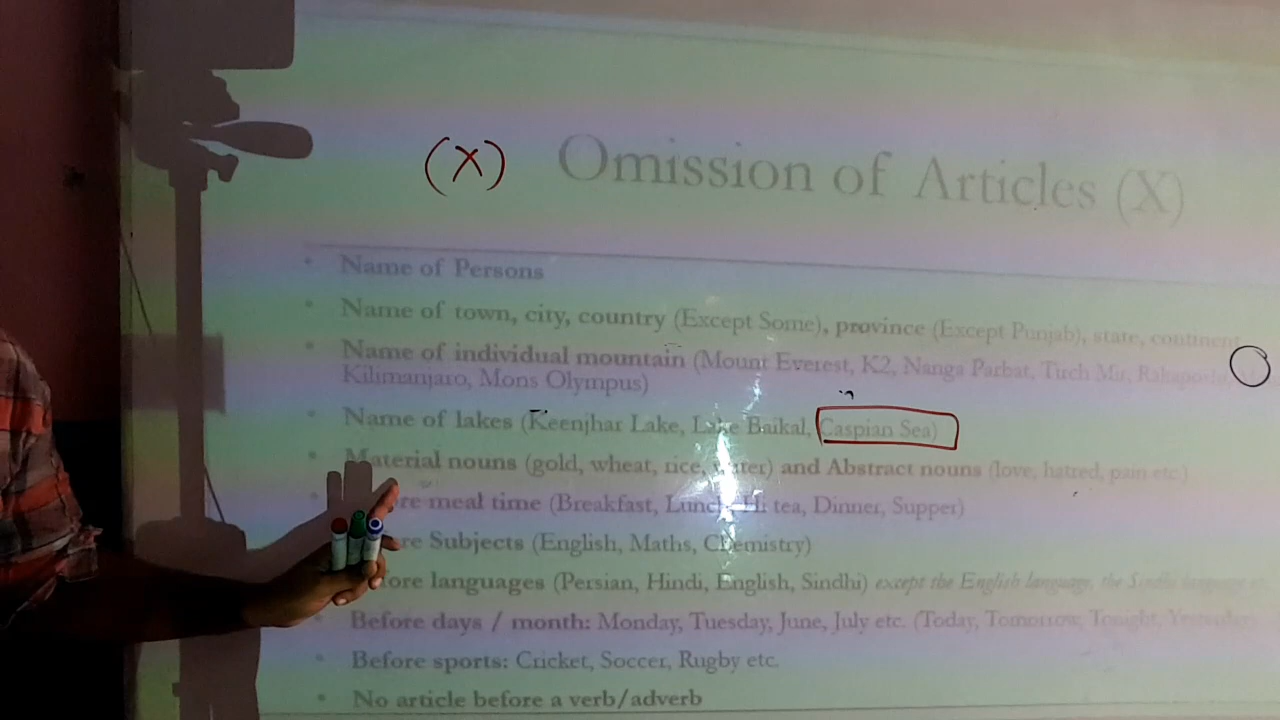 (X) Omission of Articles (X)
• Name of Persons
• Name of town, city, country (Except Some), province (Except Punjab), state, continent
• Name of individual mountain (Mount Everest, K2, Nanga Parbat, Tirch Mir, Rakaposhi,
Kilimanjaro, Mons Olympus)
• Name of lakes (Keenjhar Lake, Lake Baikal, Caspian Sea)
• Material nouns (gold, wheat, rice, water) and Abstract nouns (love, hatred, pain etc)
re meal time (Breakfast, Lunch, Hi tea, Dinner, Supper)
re Subjects (English, Maths, Chemistry)
fore languages (Persian, Hindi, English, Sindhi) except the English language, the Sindhi language
• Before days / month: Monday, Tuesday, June, July etc. (Today, Tomorrow, Tonight, Yesterday)
• Before sports: Cricket, Soccer, Rugby etc.
• No article before a verb/adverb